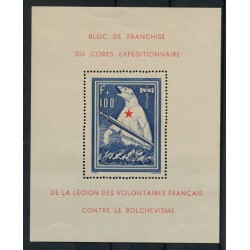 BLOC DE FRANCHISE
DU CORPS EXPÉDITIONNAIRE
F +
100
DE LA LÉGION DES VOLONTAIRES FRANÇAIS
CONTRE LE BOLCHEVISME